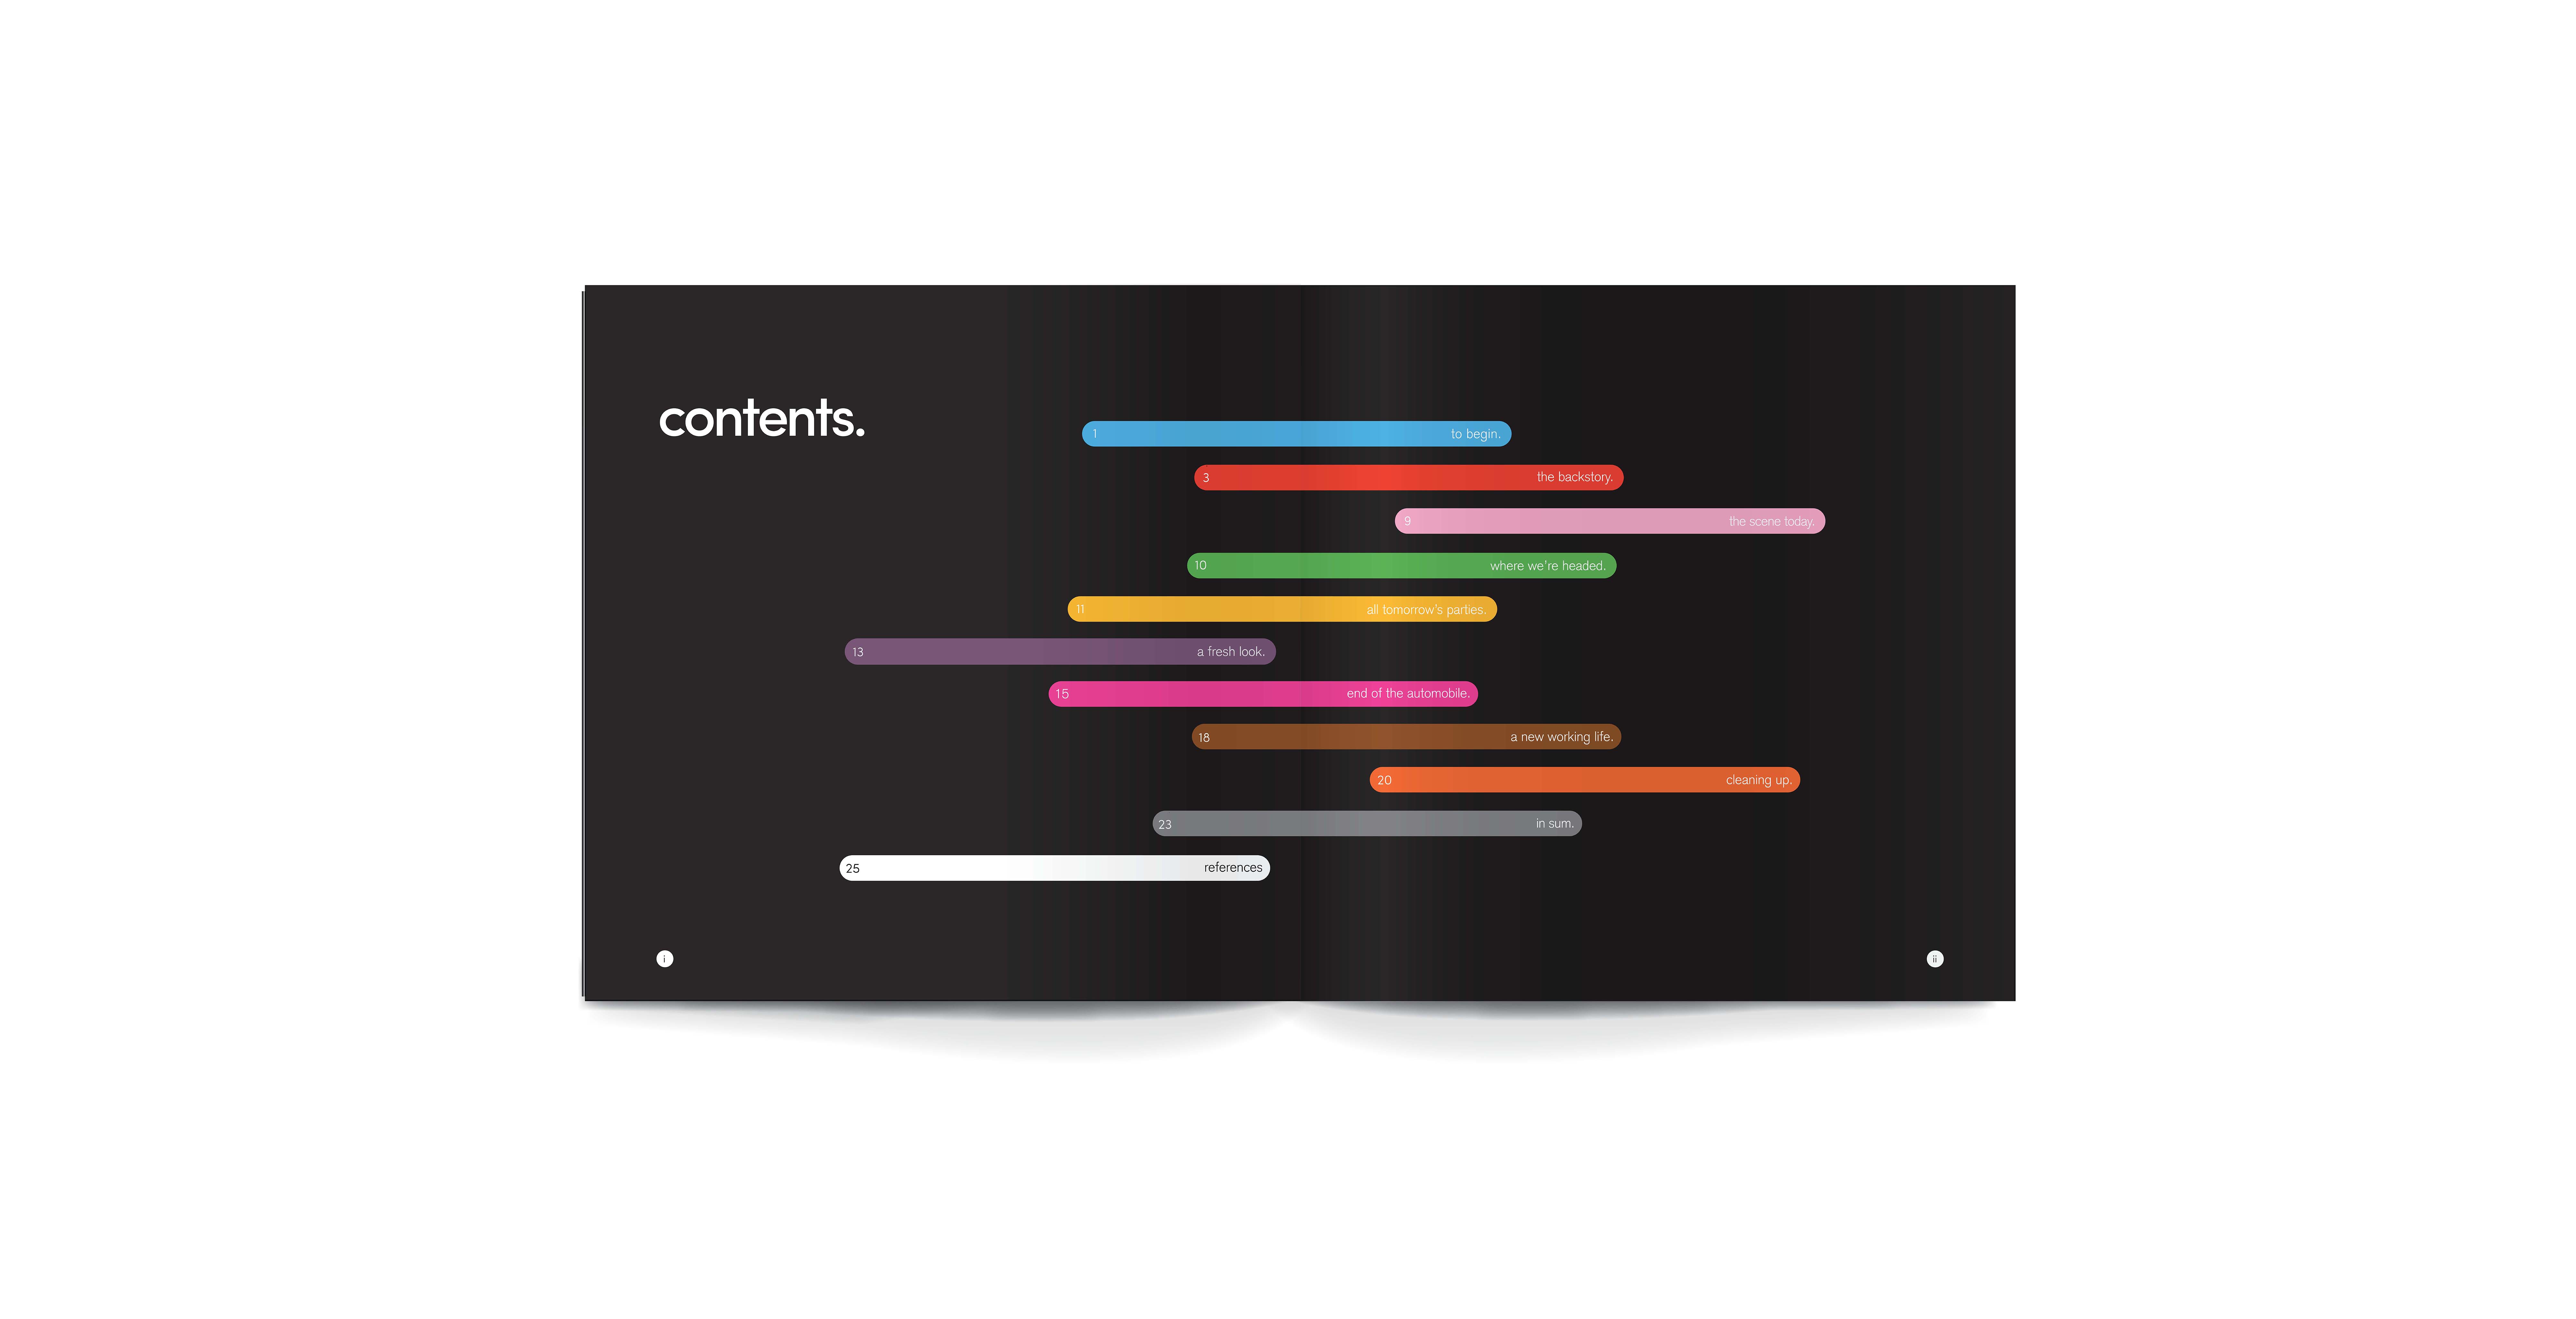 contents.
1 to begin.
3 the backstory.
9 the scene today.
10 where we're headed.
11 all tomorrow's parties.
13 a fresh look.
15 end of the automobile.
18 a new working life.
20 cleaning up.
23 in sum.
25 references
i ii